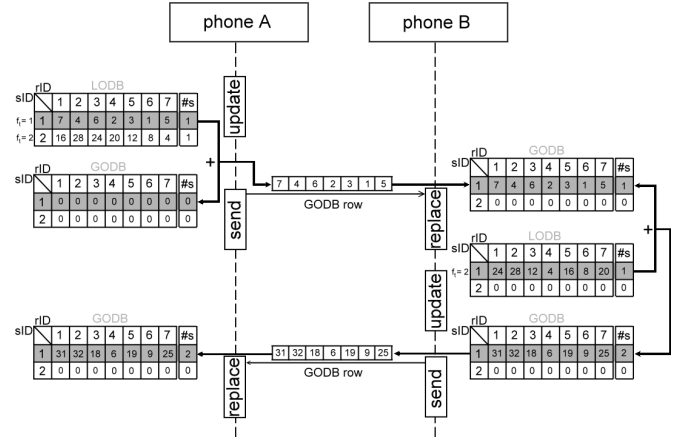 phone A
phone B
update
rID
LODB
sID
1 2 3 4 5 6 7 #s
fₜ= 1 1 7 4 6 2 3 1 5 1
fₜ= 2 2 16 28 24 20 12 8 4 1
+
rID
GODB
sID
1 2 3 4 5 6 7 #s
1 0 0 0 0 0 0 0 0
2 0 0 0 0 0 0 0 0
send
7 4 6 2 3 1 5
GODB row
replace
GODB
rID
sID
1 2 3 4 5 6 7 #s
1 7 4 6 2 3 1 5 1
2 0 0 0 0 0 0 0 0
+
update
LODB
rID
sID
1 2 3 4 5 6 7 #s
fₜ= 2 1 24 28 12 4 16 8 20 1
2 0 0 0 0 0 0 0 0
GODB
rID
sID
1 2 3 4 5 6 7 #s
1 31 32 18 6 19 9 25 2
2 0 0 0 0 0 0 0 0
send
31 32 18 6 19 9 25
GODB row
replace
GODB
rID
sID
1 2 3 4 5 6 7 #s
1 31 32 18 6 19 9 25 2
2 0 0 0 0 0 0 0 0